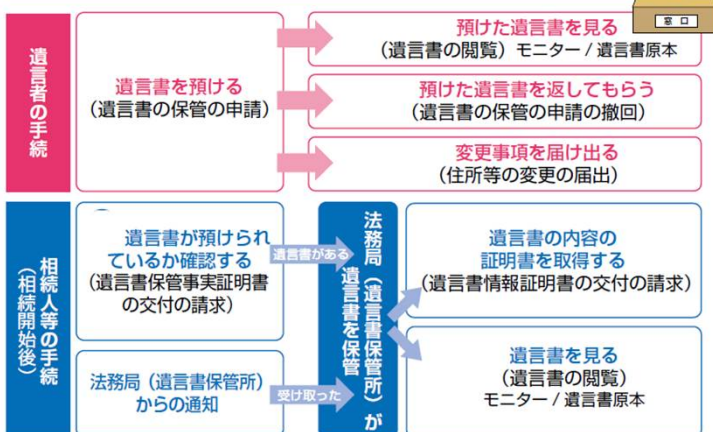 窓口
遺言者の手続
遺言書を預ける
(遺言書の保管の申請)
預けた遺言書を見る
(遺言書の閲覧) モニター / 遺言書原本
預けた遺言書を返してもらう
(遺言書の保管の申請の撤回)
変更事項を届け出る
(住所等の変更の届出)
相続人等の手続
(相続開始後)
遺言書が預けられ
ているか確認する
(遺言書保管事実証明書
の交付の請求)
遺言書がある
法務局(遺言書保管所)
からの通知
受け取った
法務局(遺言書保管所)が
遺言書を保管
遺言書の内容の
証明書を取得する
(遺言書情報証明書の交付の請求)
遺言書を見る
(遺言書の閲覧)
モニター / 遺言書原本